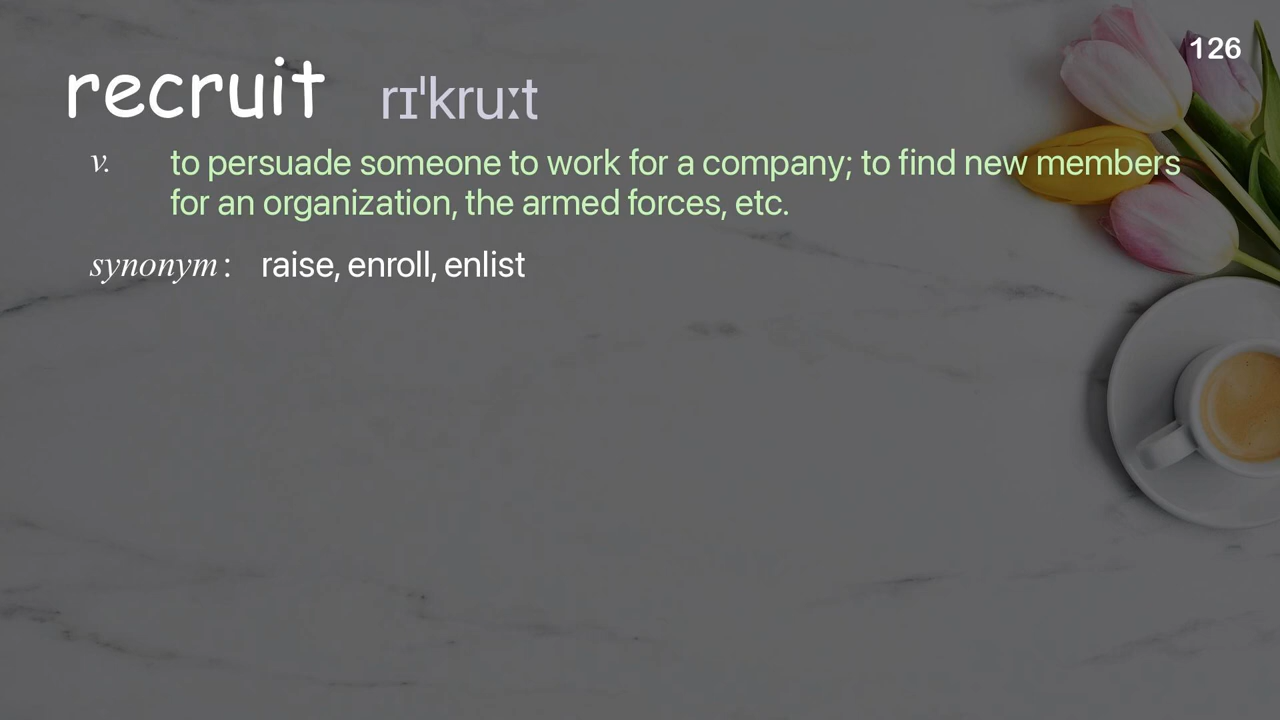 126
recruit rɪˈkruːt
v. to persuade someone to work for a company; to find new members
for an organization, the armed forces, etc.
synonym : raise, enroll, enlist